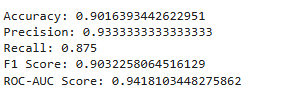 Accuracy: 0.9016393442622951
Precision: 0.9333333333333333
Recall: 0.875
F1 Score: 0.9032258064516129
ROC-AUC Score: 0.9418103448275862